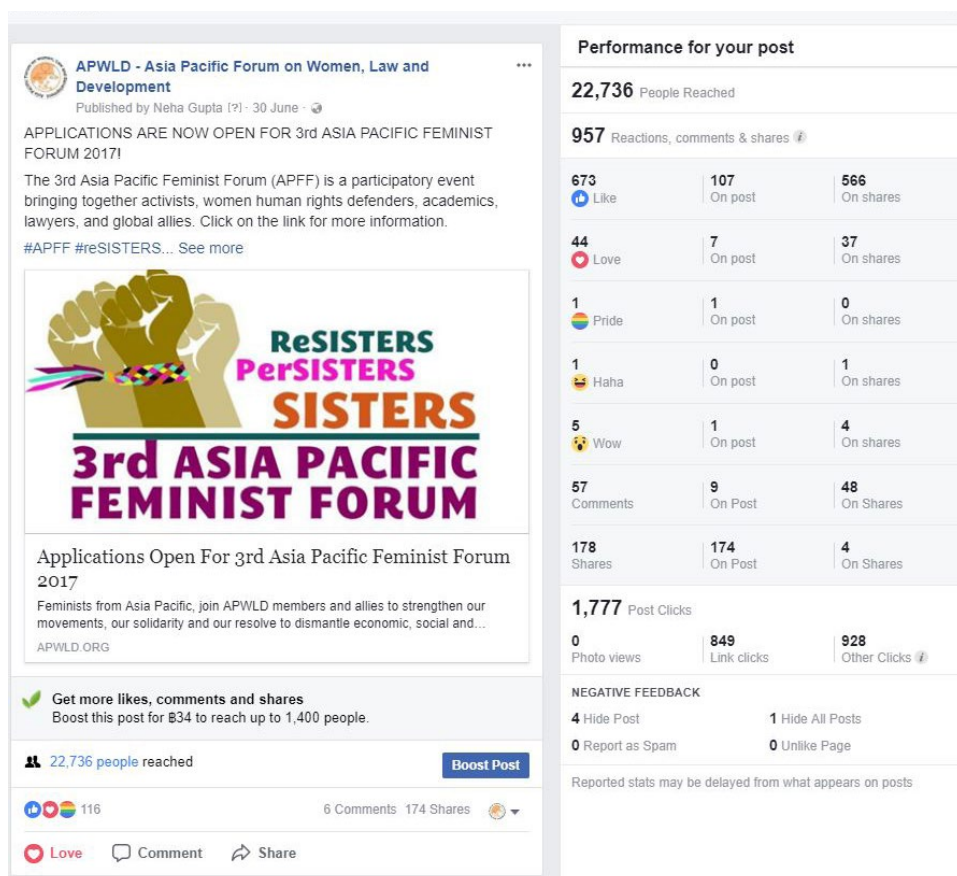 APWLD - Asia Pacific Forum on Women, Law and
Development
Published by Neha Gupta [?] · 30 June ·
APPLICATIONS ARE NOW OPEN FOR 3rd ASIA PACIFIC FEMINIST
FORUM 2017!
The 3rd Asia Pacific Feminist Forum (APFF) is a participatory event
bringing together activists, women human rights defenders, academics,
lawyers, and global allies. Click on the link for more information.
#APFF #reSISTERS... See more
ReSISTERS
PerSISTERS
SISTERS
3rd ASIA PACIFIC
FEMINIST FORUM
Applications Open For 3rd Asia Pacific Feminist Forum
2017
Feminists from Asia Pacific, join APWLD members and allies to strengthen our
movements, our solidarity and our resolve to dismantle economic, social and...
APWLD.ORG
Get more likes, comments and shares
Boost this post for ฿34 to reach up to 1,400 people.
22,736 people reached
Boost Post
116
6 Comments 174 Shares
Love Comment Share
Performance for your post
22,736 People Reached
957 Reactions, comments & shares
673 107 566
Like On post On shares
44 7 37
Love On post On shares
1 1 0
Pride On post On shares
1 0 1
Haha On post On shares
5 1 4
Wow On post On shares
57 9 48
Comments On Post On Shares
178 174 4
Shares On Post On Shares
1,777 Post Clicks
0 849 928
Photo views Link clicks Other Clicks
NEGATIVE FEEDBACK
4 Hide Post 1 Hide All Posts
0 Report as Spam 0 Unlike Page
Reported stats may be delayed from what appears on posts